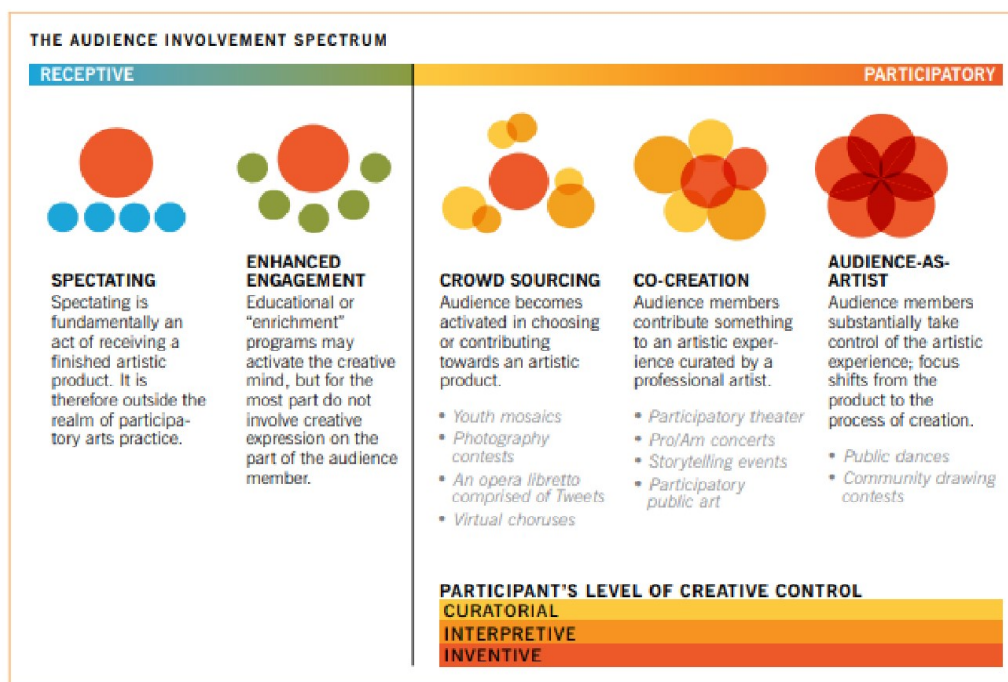 THE AUDIENCE INVOLVEMENT SPECTRUM
RECEPTIVE
PARTICIPATORY
SPECTATING
Spectating is
fundamentally an
act of receiving a
finished artistic
product. It is
therefore outside the
realm of participa-
tory arts practice.
ENHANCED
ENGAGEMENT
Educational or
“enrichment”
programs may
activate the creative
mind, but for the
most part do not
involve creative
expression on the
part of the audience
member.
CROWD SOURCING
Audience becomes
activated in choosing
or contributing
towards an artistic
product.
• Youth mosaics
• Photography
contests
• An opera libretto
comprised of Tweets
• Virtual choruses
CO-CREATION
Audience members
contribute something
to an artistic exper-
ience curated by a
professional artist.
• Participatory theater
• Pro/Am concerts
• Storytelling events
• Participatory
public art
AUDIENCE-AS-
ARTIST
Audience members
substantially take
control of the artistic
experience; focus
shifts from the
product to the
process of creation.
• Public dances
• Community drawing
contests
PARTICIPANT’S LEVEL OF CREATIVE CONTROL
CURATORIAL
INTERPRETIVE
INVENTIVE